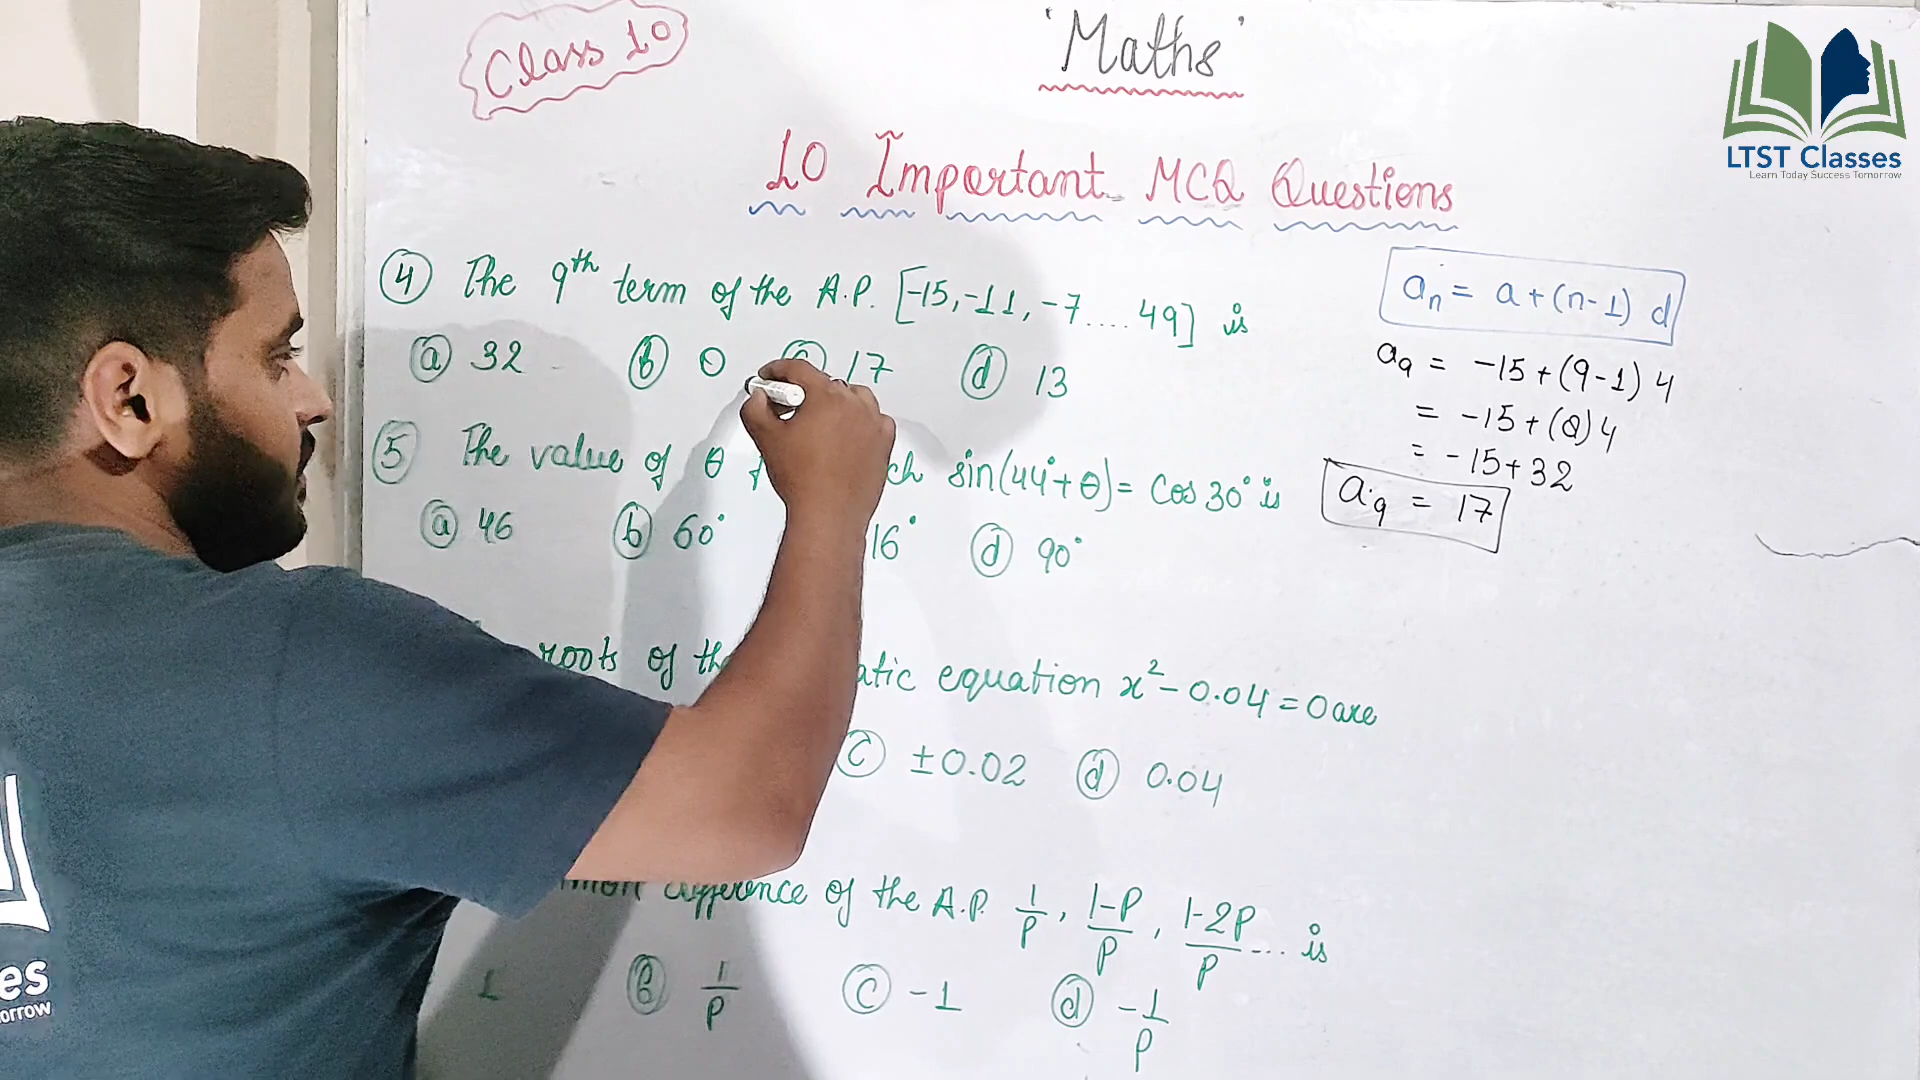 Class 10
'Maths'
LTST Classes
Learn Today Success Tomorrow
10 Important MCQ Questions
④ The 9th term of the A.P. [-15, -11, -7 .... 49] is
ⓐ 32 ⓑ 0 ⓒ 17 ⓓ 13
⑤ The value of θ sin(44°+θ) = Cos 30° is
ⓐ 46 ⓑ 60° 16° ⓓ 90°
roots of equation x² - 0.04 = 0 are
ⓒ ±0.02 ⓓ 0.04
difference of the A.P. 1/P, 1-P/P, 1-2P/P ... is
1 ⓑ 1/P ⓒ -1 ⓓ -1/P
an = a + (n-1) d
a9 = -15 + (9-1) 4
= -15 + (8) 4
= -15 + 32
a9 = 17